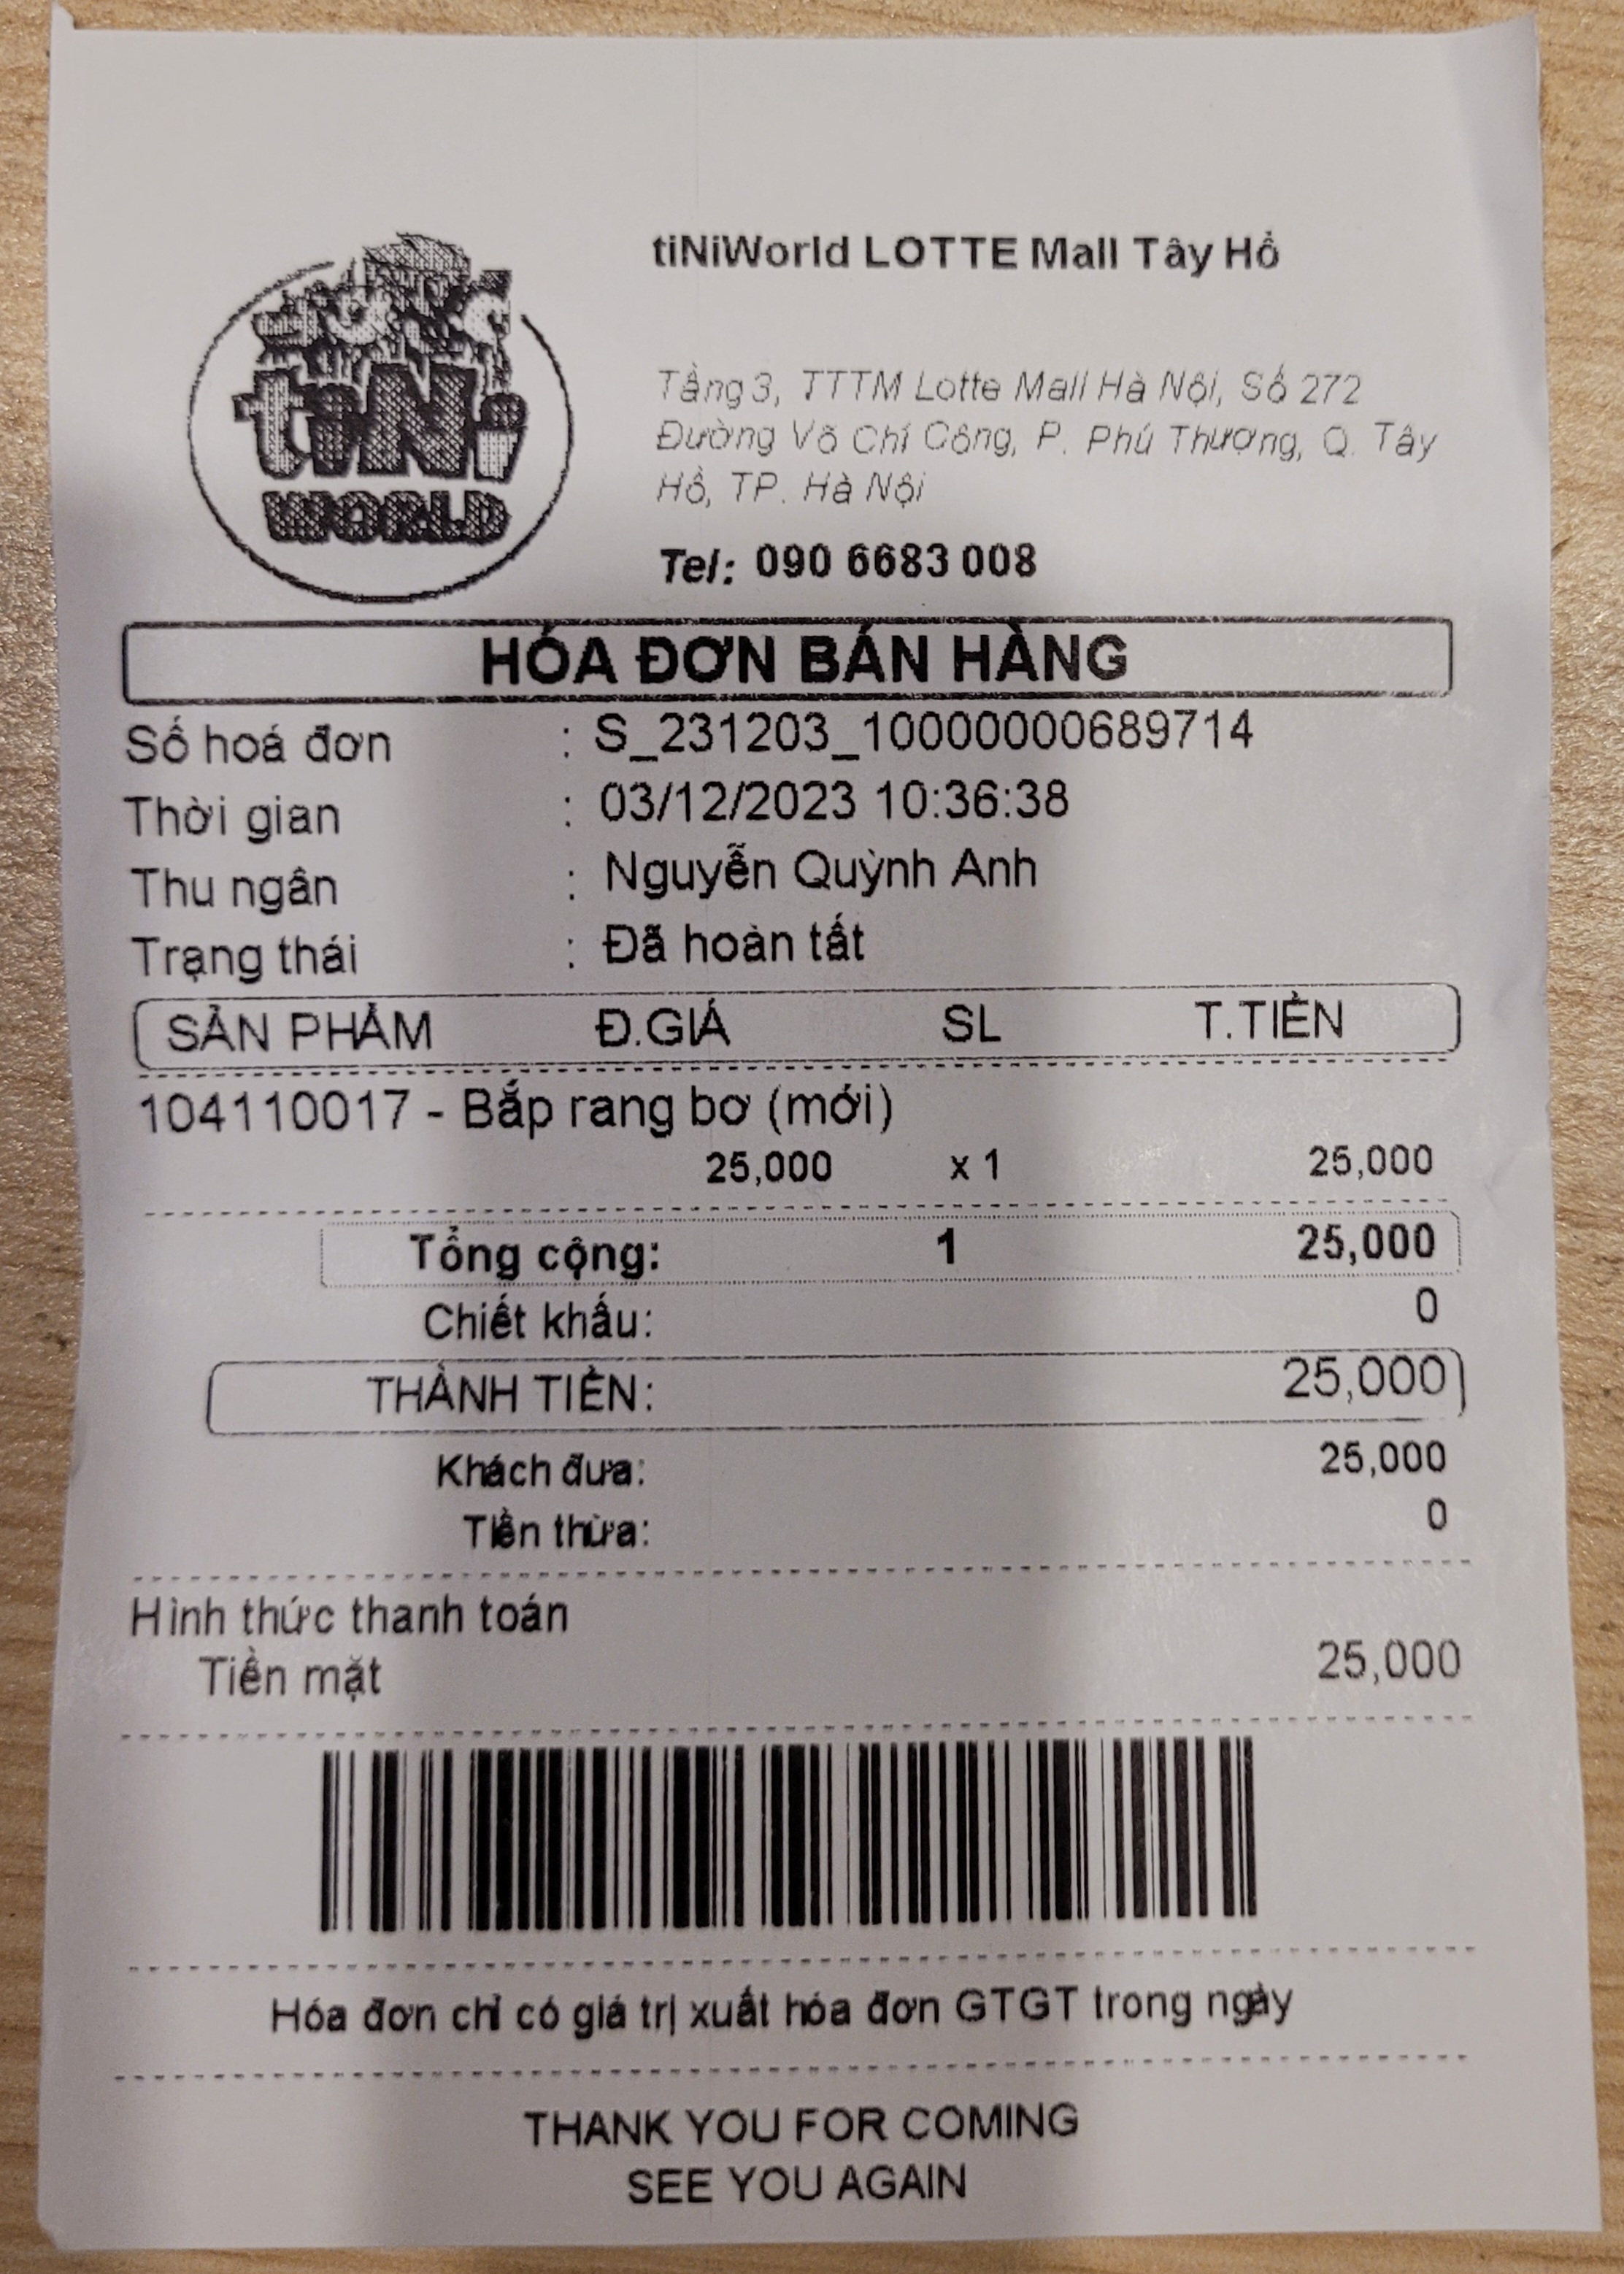 tiNi
WORLD
tiNiWorld LOTTE Mall Tây Hồ
Tầng 3, TTTM Lotte Mall Hà Nội, Số 272
Đường Võ Chí Công, P. Phú Thượng, Q. Tây
Hồ, TP. Hà Nội
Tel: 090 6683 008
HÓA ĐƠN BÁN HÀNG
Số hoá đơn : S_231203_10000000689714
Thời gian : 03/12/2023 10:36:38
Thu ngân : Nguyễn Quỳnh Anh
Trạng thái : Đã hoàn tất
SẢN PHẨM Đ.GIÁ SL T.TIỀN
104110017 - Bắp rang bơ (mới)
25,000 x 1 25,000
Tổng cộng: 1 25,000
Chiết khấu: 0
THÀNH TIỀN: 25,000
Khách đưa: 25,000
Tiền thừa: 0
Hình thức thanh toán
Tiền mặt 25,000
Hóa đơn chỉ có giá trị xuất hóa đơn GTGT trong ngày
THANK YOU FOR COMING
SEE YOU AGAIN